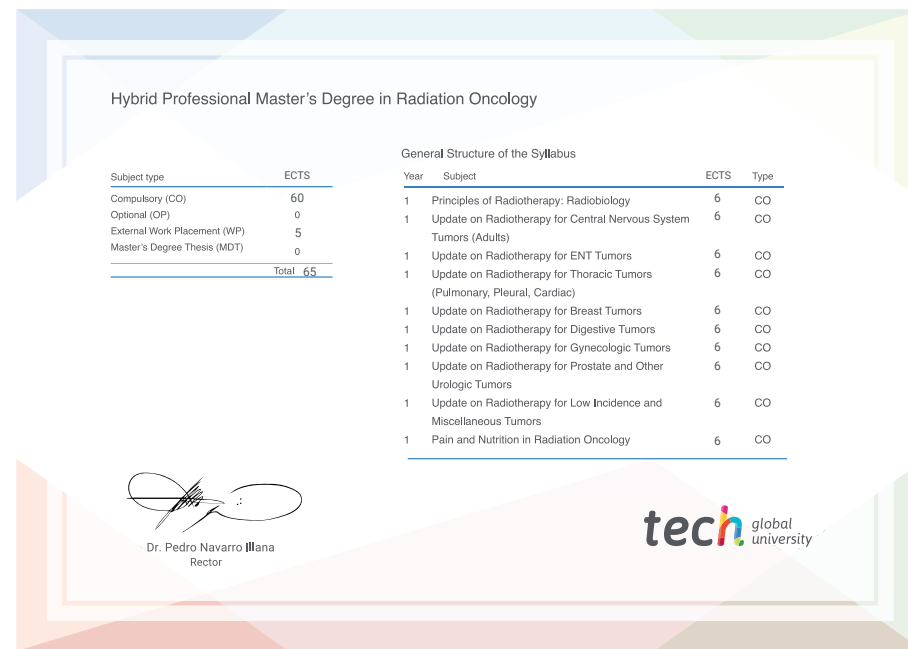 Hybrid Professional Master's Degree in Radiation Oncology
Subject type ECTS
Compulsory (CO) 60
Optional (OP) 0
External Work Placement (WP) 5
Master's Degree Thesis (MDT) 0
Total 65
General Structure of the Syllabus
Year Subject ECTS Type
1 Principles of Radiotherapy: Radiobiology 6 CO
1 Update on Radiotherapy for Central Nervous System 6 CO
Tumors (Adults)
1 Update on Radiotherapy for ENT Tumors 6 CO
1 Update on Radiotherapy for Thoracic Tumors 6 CO
(Pulmonary, Pleural, Cardiac)
1 Update on Radiotherapy for Breast Tumors 6 CO
1 Update on Radiotherapy for Digestive Tumors 6 CO
1 Update on Radiotherapy for Gynecologic Tumors 6 CO
1 Update on Radiotherapy for Prostate and Other 6 CO
Urologic Tumors
1 Update on Radiotherapy for Low Incidence and 6 CO
Miscellaneous Tumors
1 Pain and Nutrition in Radiation Oncology 6 CO
Dr. Pedro Navarro Illana
Rector
tech global
university